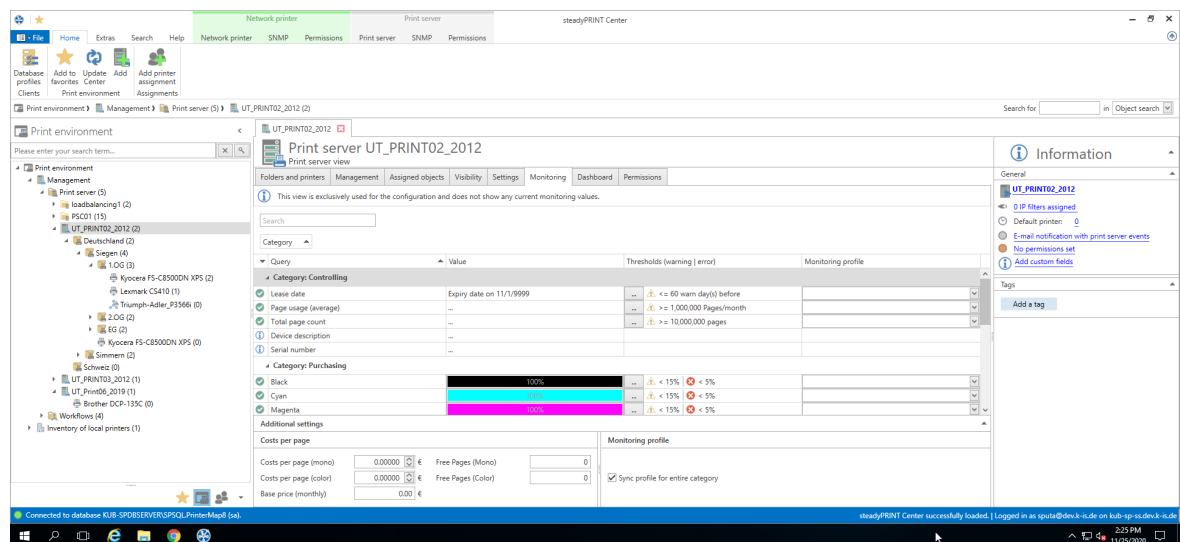 Network printer Print server steadyPRINT Center
File Home Extras Search Help Network printer SNMP Permissions Print server SNMP Permissions
Database profiles Add to favorites Update Center Add Add printer assignment
Clients Print environment Assignments
Print environment Management Print server (5) UT_PRINT02_2012 (2) Search for in Object search
Print environment
Please enter your search term...
Print environment
Management
Print server (5)
loadbalancing1 (2)
PSC01 (15)
UT_PRINT02_2012 (2)
Deutschland (2)
Siegen (4)
1.OG (3)
Kyocera FS-C8500DN XPS (2)
Lexmark CS410 (1)
Triumph-Adler_P3566i (0)
2.OG (2)
EG (2)
Kyocera FS-C8500DN XPS (0)
Simmern (2)
Schweiz (0)
UT_PRINT03_2012 (1)
UT_Print06_2019 (1)
Brother DCP-135C (0)
Workflows (4)
Inventory of local printers (1)
UT_PRINT02_2012
Print server UT_PRINT02_2012
Print server view
Folders and printers Management Assigned objects Visibility Settings Monitoring Dashboard Permissions
This view is exclusively used for the configuration and does not show any current monitoring values.
Search
Category
Query Value Thresholds (warning | error) Monitoring profile
Category: Controlling
Lease date Expiry date on 11/1/9999 ... <= 60 warn day(s) before
Page usage (average) ... ... >= 1,000,000 Pages/month
Total page count ... ... >= 10,000,000 pages
Device description ...
Serial number ...
Category: Purchasing
Black 100% ... < 15% | < 5%
Cyan 100% ... < 15% | < 5%
Magenta 100% ... < 15% | < 5%
Additional settings
Costs per page Monitoring profile
Costs per page (mono) 0.00000 € Free Pages (Mono) 0
Costs per page (color) 0.00000 € Free Pages (Color) 0 Sync profile for entire category
Base price (monthly) 0.00 €
Information
General
UT_PRINT02_2012
0 IP filters assigned
Default printer: 0
E-mail notification with print server events
No permissions set
Add custom fields
Tags
Add a tag
Connected to database KUB-SPDBSERVER\SPSQL.PrinterMap8 (sa). steadyPRINT Center successfully loaded. | Logged in as sputa@dev.k-is.de on kub-sp-ss.dev.k-is.de
2:25 PM
11/25/2020